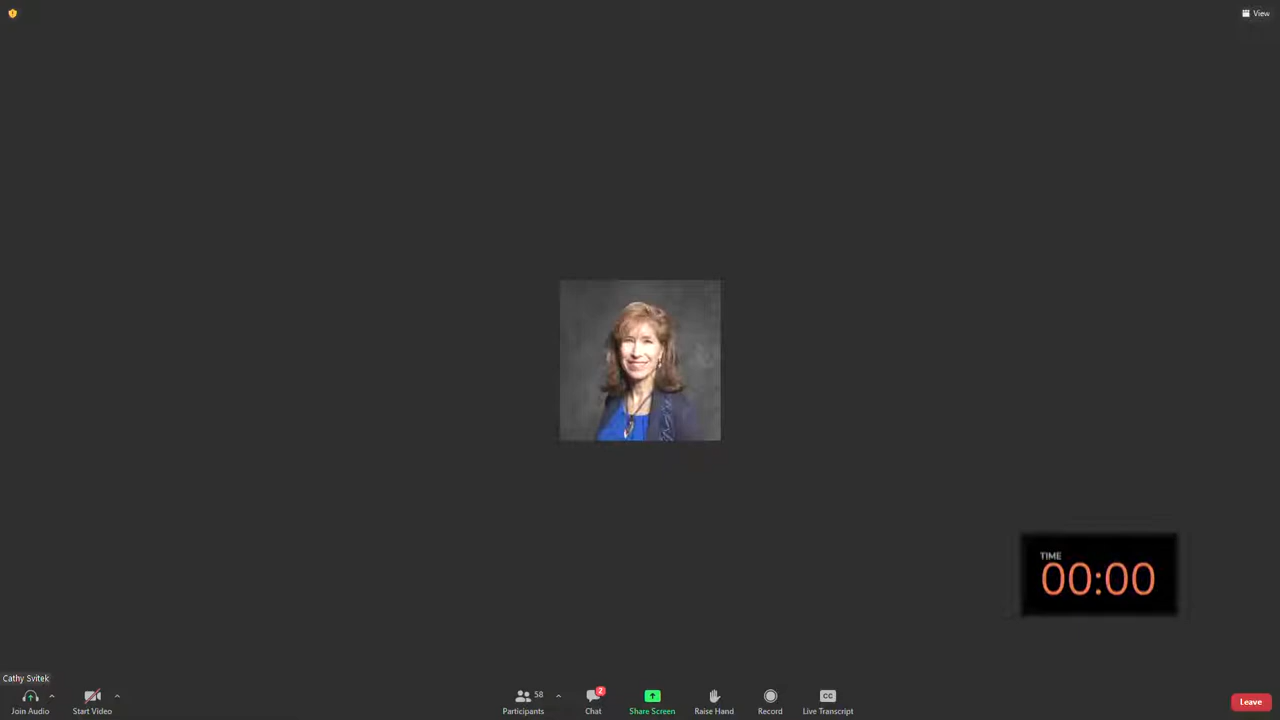 View
TIME
00:00
Cathy Svitek
Join Audio
Start Video
58
Participants
2
Chat
Share Screen
Raise Hand
Record
CC
Live Transcript
Leave